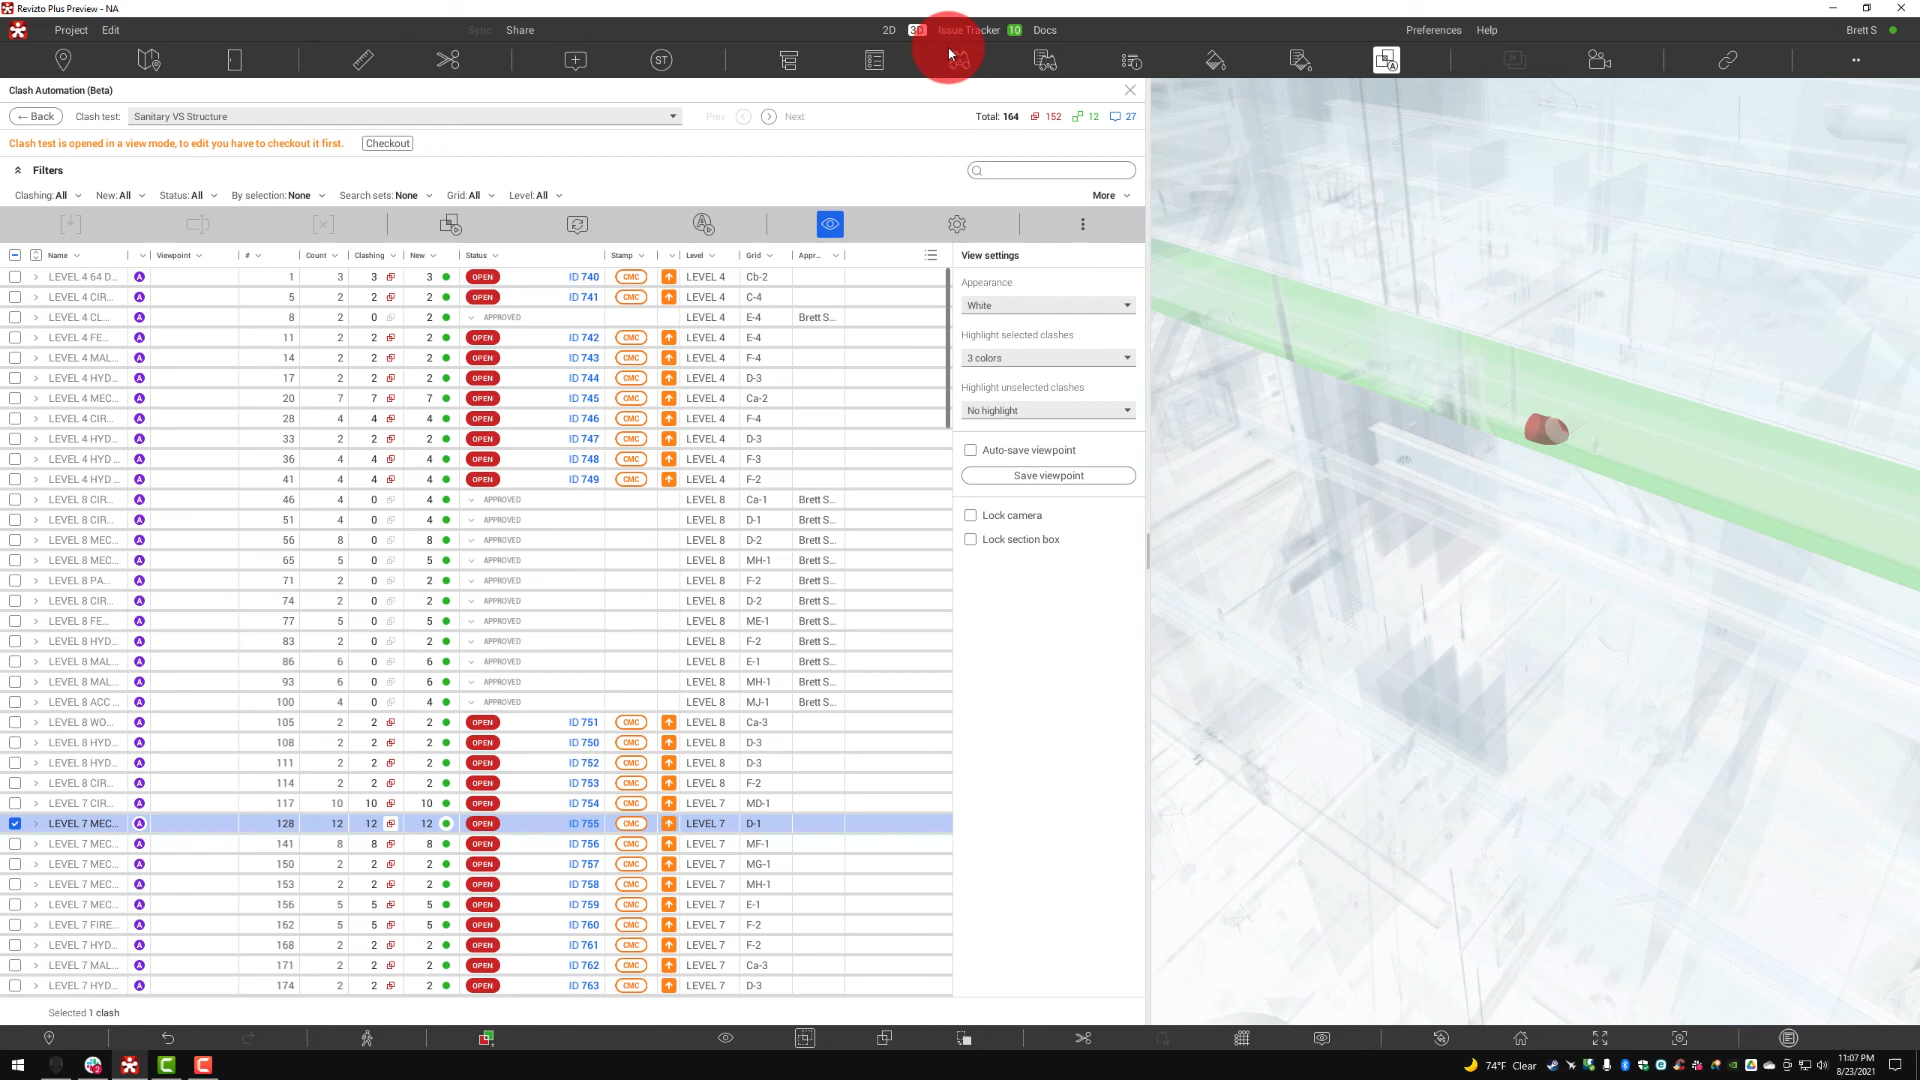 Revizto Plus Preview - NA
Project Edit Sync Share 2D 3D Issue Tracker 10 Docs Preferences Help Brett S
ST
Clash Automation (Beta)
← Back Clash test: Sanitary VS Structure Prev Next Total: 164 152 12 27
Clash test is opened in a view mode, to edit you have to checkout it first. Checkout
Filters
Clashing: All New: All Status: All By selection: None Search sets: None Grid: All Level: All More
Name Viewpoint # Count Clashing New Status Stamp Level Grid Appr... View settings
LEVEL 4 64 D... A 1 3 3 3 OPEN ID 740 CMC LEVEL 4 Cb-2
Appearance
LEVEL 4 CIR... A 5 2 2 2 OPEN ID 741 CMC LEVEL 4 C-4
White
LEVEL 4 CL... A 8 2 0 2 APPROVED LEVEL 4 E-4 Brett S...
LEVEL 4 FE... A 11 2 2 2 OPEN ID 742 CMC LEVEL 4 E-4
Highlight selected clashes
LEVEL 4 MAL... A 14 2 2 2 OPEN ID 743 CMC LEVEL 4 F-4
3 colors
LEVEL 4 HYD... A 17 2 2 2 OPEN ID 744 CMC LEVEL 4 D-3
Highlight unselected clashes
LEVEL 4 MEC... A 20 7 7 7 OPEN ID 745 CMC LEVEL 4 Ca-2
No highlight
LEVEL 4 CIR... A 28 4 4 4 OPEN ID 746 CMC LEVEL 4 F-4
LEVEL 4 HYD... A 33 2 2 2 OPEN ID 747 CMC LEVEL 4 D-3
Auto-save viewpoint
LEVEL 4 HYD ... A 36 4 4 4 OPEN ID 748 CMC LEVEL 4 F-3
Save viewpoint
LEVEL 4 HYD ... A 41 4 4 4 OPEN ID 749 CMC LEVEL 4 F-2
LEVEL 8 CIR... A 46 4 0 4 APPROVED LEVEL 8 Ca-1 Brett S...
Lock camera
LEVEL 8 CIR... A 51 4 0 4 APPROVED LEVEL 8 D-1 Brett S...
Lock section box
LEVEL 8 MEC... A 56 8 0 8 APPROVED LEVEL 8 D-2 Brett S...
LEVEL 8 MEC... A 65 5 0 5 APPROVED LEVEL 8 MH-1 Brett S...
LEVEL 8 PA... A 71 2 0 2 APPROVED LEVEL 8 F-2 Brett S...
LEVEL 8 CIR... A 74 2 0 2 APPROVED LEVEL 8 D-2 Brett S...
LEVEL 8 FE... A 77 5 0 5 APPROVED LEVEL 8 ME-1 Brett S...
LEVEL 8 HYD... A 83 2 0 2 APPROVED LEVEL 8 F-2 Brett S...
LEVEL 8 MAL... A 86 6 0 6 APPROVED LEVEL 8 E-1 Brett S...
LEVEL 8 MAL... A 93 6 0 6 APPROVED LEVEL 8 MH-1 Brett S...
LEVEL 8 ACC ... A 100 4 0 4 APPROVED LEVEL 8 MJ-1 Brett S...
LEVEL 8 WO... A 105 2 2 2 OPEN ID 751 CMC LEVEL 8 Ca-3
LEVEL 8 HYD... A 108 2 2 2 OPEN ID 750 CMC LEVEL 8 D-3
LEVEL 8 HYD... A 111 2 2 2 OPEN ID 752 CMC LEVEL 8 D-3
LEVEL 8 CIR... A 114 2 2 2 OPEN ID 753 CMC LEVEL 8 F-2
LEVEL 7 CIR... A 117 10 10 10 OPEN ID 754 CMC LEVEL 7 MD-1
LEVEL 7 MEC... A 128 12 12 12 OPEN ID 755 CMC LEVEL 7 D-1
LEVEL 7 MEC... A 141 8 8 8 OPEN ID 756 CMC LEVEL 7 MF-1
LEVEL 7 MEC... A 150 2 2 2 OPEN ID 757 CMC LEVEL 7 MG-1
LEVEL 7 MEC... A 153 2 2 2 OPEN ID 758 CMC LEVEL 7 MH-1
LEVEL 7 MEC... A 156 5 5 5 OPEN ID 759 CMC LEVEL 7 E-1
LEVEL 7 FIRE... A 162 5 5 5 OPEN ID 760 CMC LEVEL 7 F-2
LEVEL 7 HYD... A 168 2 2 2 OPEN ID 761 CMC LEVEL 7 F-2
LEVEL 7 MAL... A 171 2 2 2 OPEN ID 762 CMC LEVEL 7 Ca-3
LEVEL 7 HYD... A 174 2 2 2 OPEN ID 763 CMC LEVEL 7 D-3
Selected 1 clash
74°F Clear 11:07 PM
8/23/2021